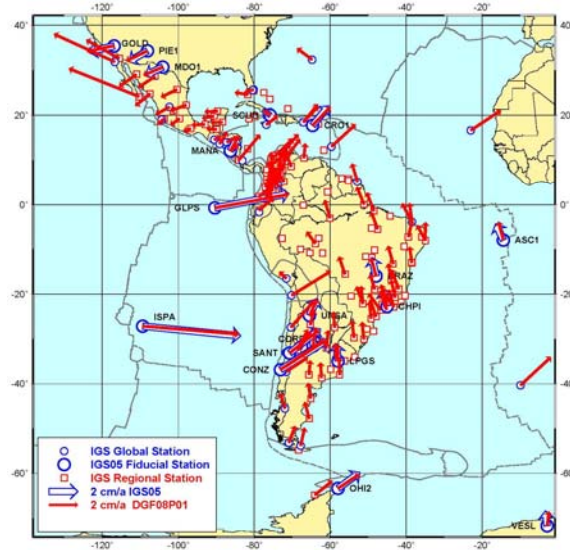 GOLD
PIE1
MDO1
SCUB
CRO1
MANA
GLPS
ASC1
BRAZ
CHPI
UNSA
ISPA
CORD
SANT
LPGS
CONZ
OHI2
VESL
20°
0°
-20°
-40°
-60°
-120°
-100°
-80°
-60°
-40°
-20°
0°
IGS Global Station
IGS05 Fiducial Station
IGS Regional Station
2 cm/a IGS05
2 cm/a DGF08P01